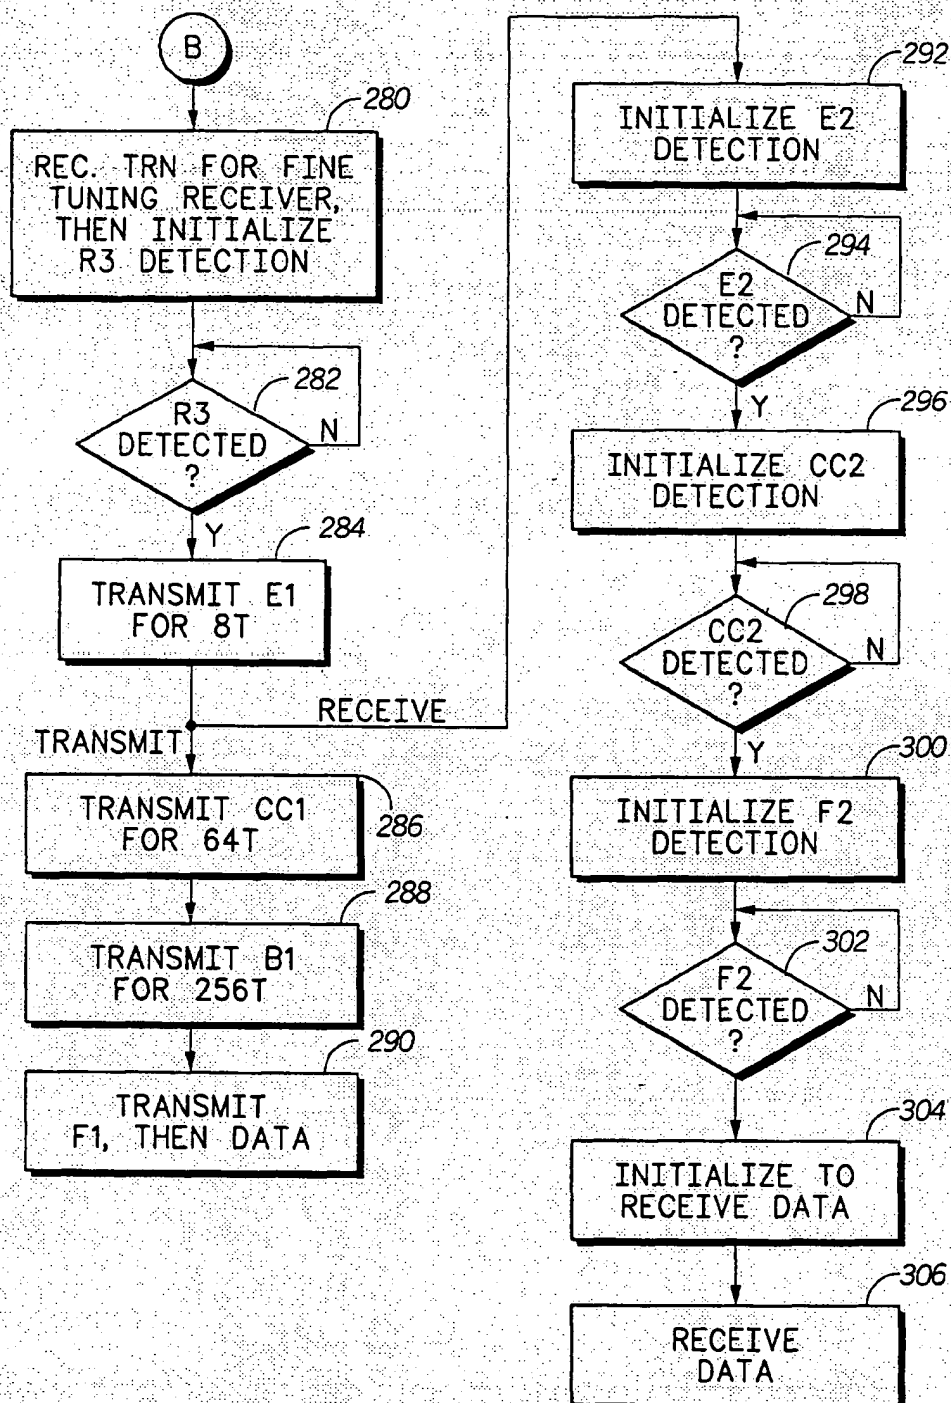 B
280
REC. TRN FOR FINE
TUNING RECEIVER,
THEN INITIALIZE
R3 DETECTION
282
R3
DETECTED
?
N
Y
284
TRANSMIT E1
FOR 8T
RECEIVE
TRANSMIT
TRANSMIT CC1
FOR 64T
286
288
TRANSMIT B1
FOR 256T
290
TRANSMIT
F1, THEN DATA
292
INITIALIZE E2
DETECTION
294
E2
DETECTED
?
N
Y
296
INITIALIZE CC2
DETECTION
298
CC2
DETECTED
?
N
Y
300
INITIALIZE F2
DETECTION
302
F2
DETECTED
?
N
304
INITIALIZE TO
RECEIVE DATA
306
RECEIVE
DATA